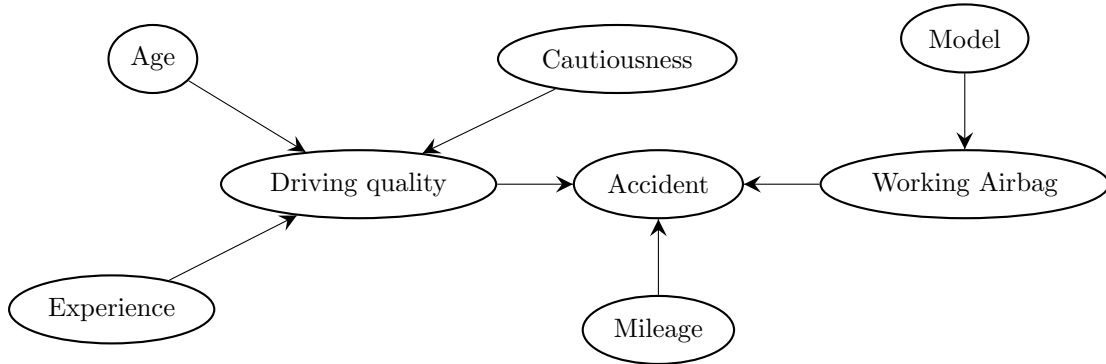 Age
Cautiousness
Model
Driving quality
Accident
Working Airbag
Experience
Mileage